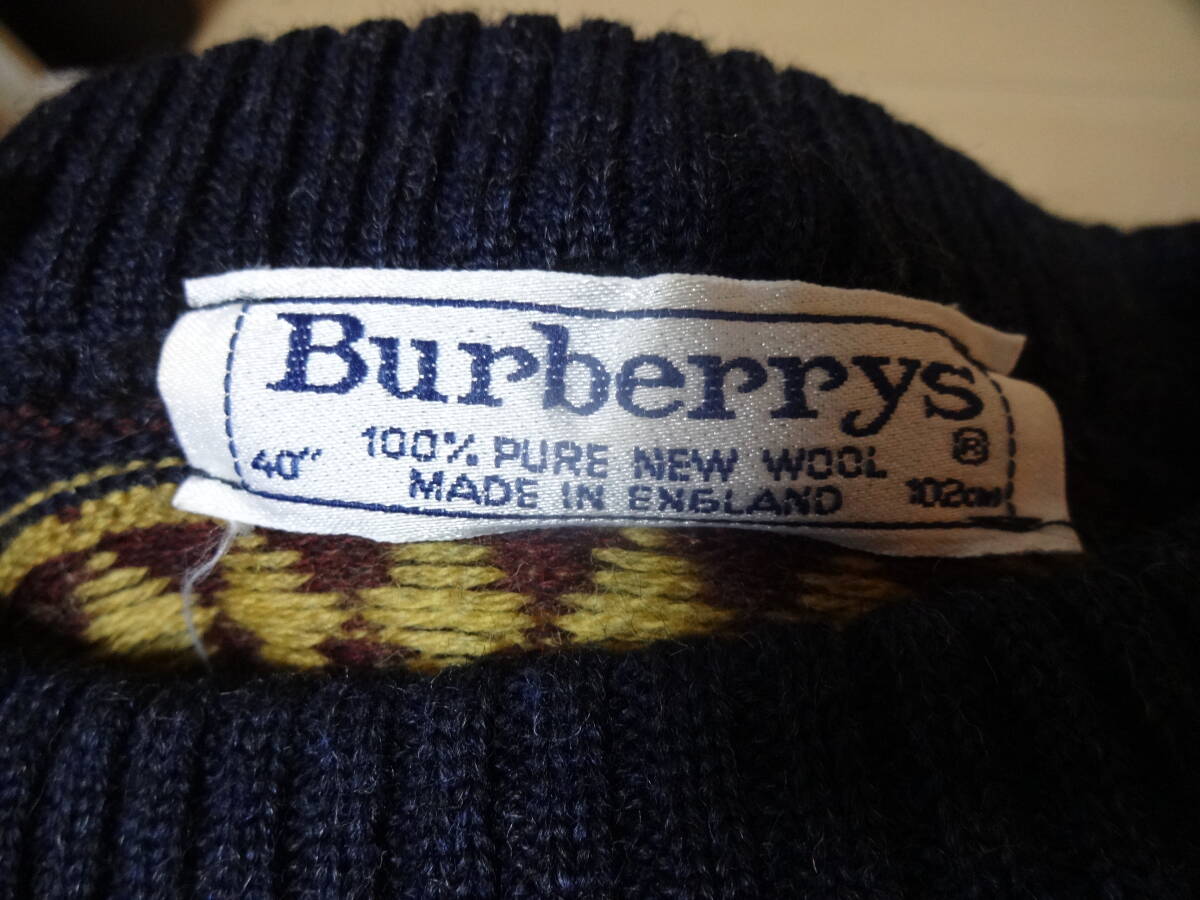 Burberrys
®
40" 100% PURE NEW WOOL
MADE IN ENGLAND 102cm